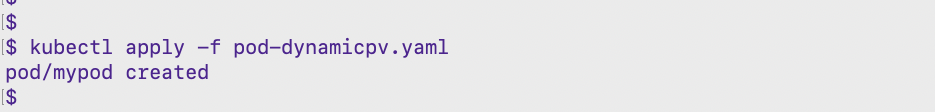 [$
[$
[$ kubectl apply -f pod-dynamicpv.yaml
pod/mypod created
[$